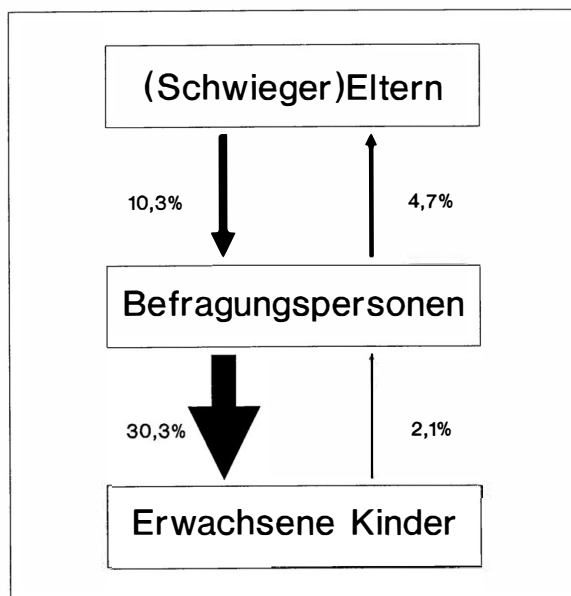 (Schwieger)Eltern
10,3% 4,7%
Befragungspersonen
30,3% 2,1%
Erwachsene Kinder